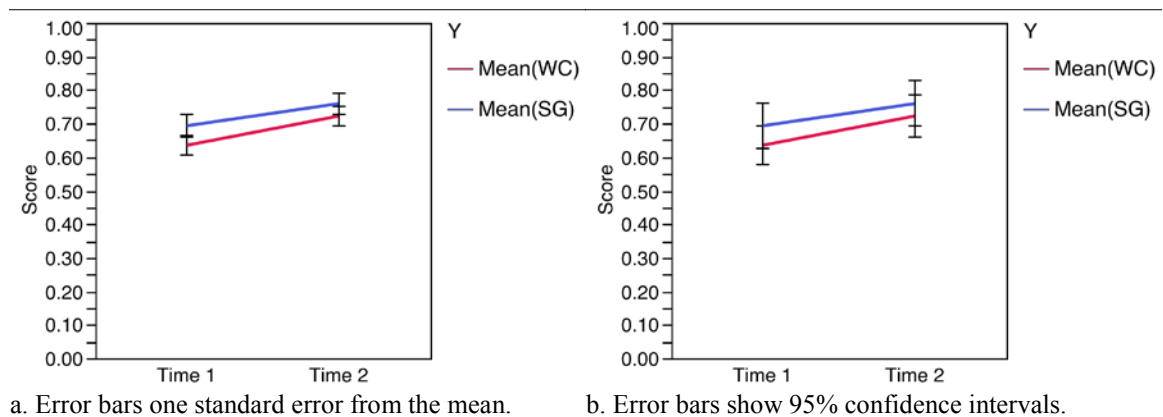 1.00
0.90
0.80
0.70
0.60
0.50
0.40
0.30
0.20
0.10
0.00
Score
Time 1 Time 2
Y
Mean(WC)
Mean(SG)
a. Error bars one standard error from the mean.
1.00
0.90
0.80
0.70
0.60
0.50
0.40
0.30
0.20
0.10
0.00
Score
Time 1 Time 2
Y
Mean(WC)
Mean(SG)
b. Error bars show 95% confidence intervals.